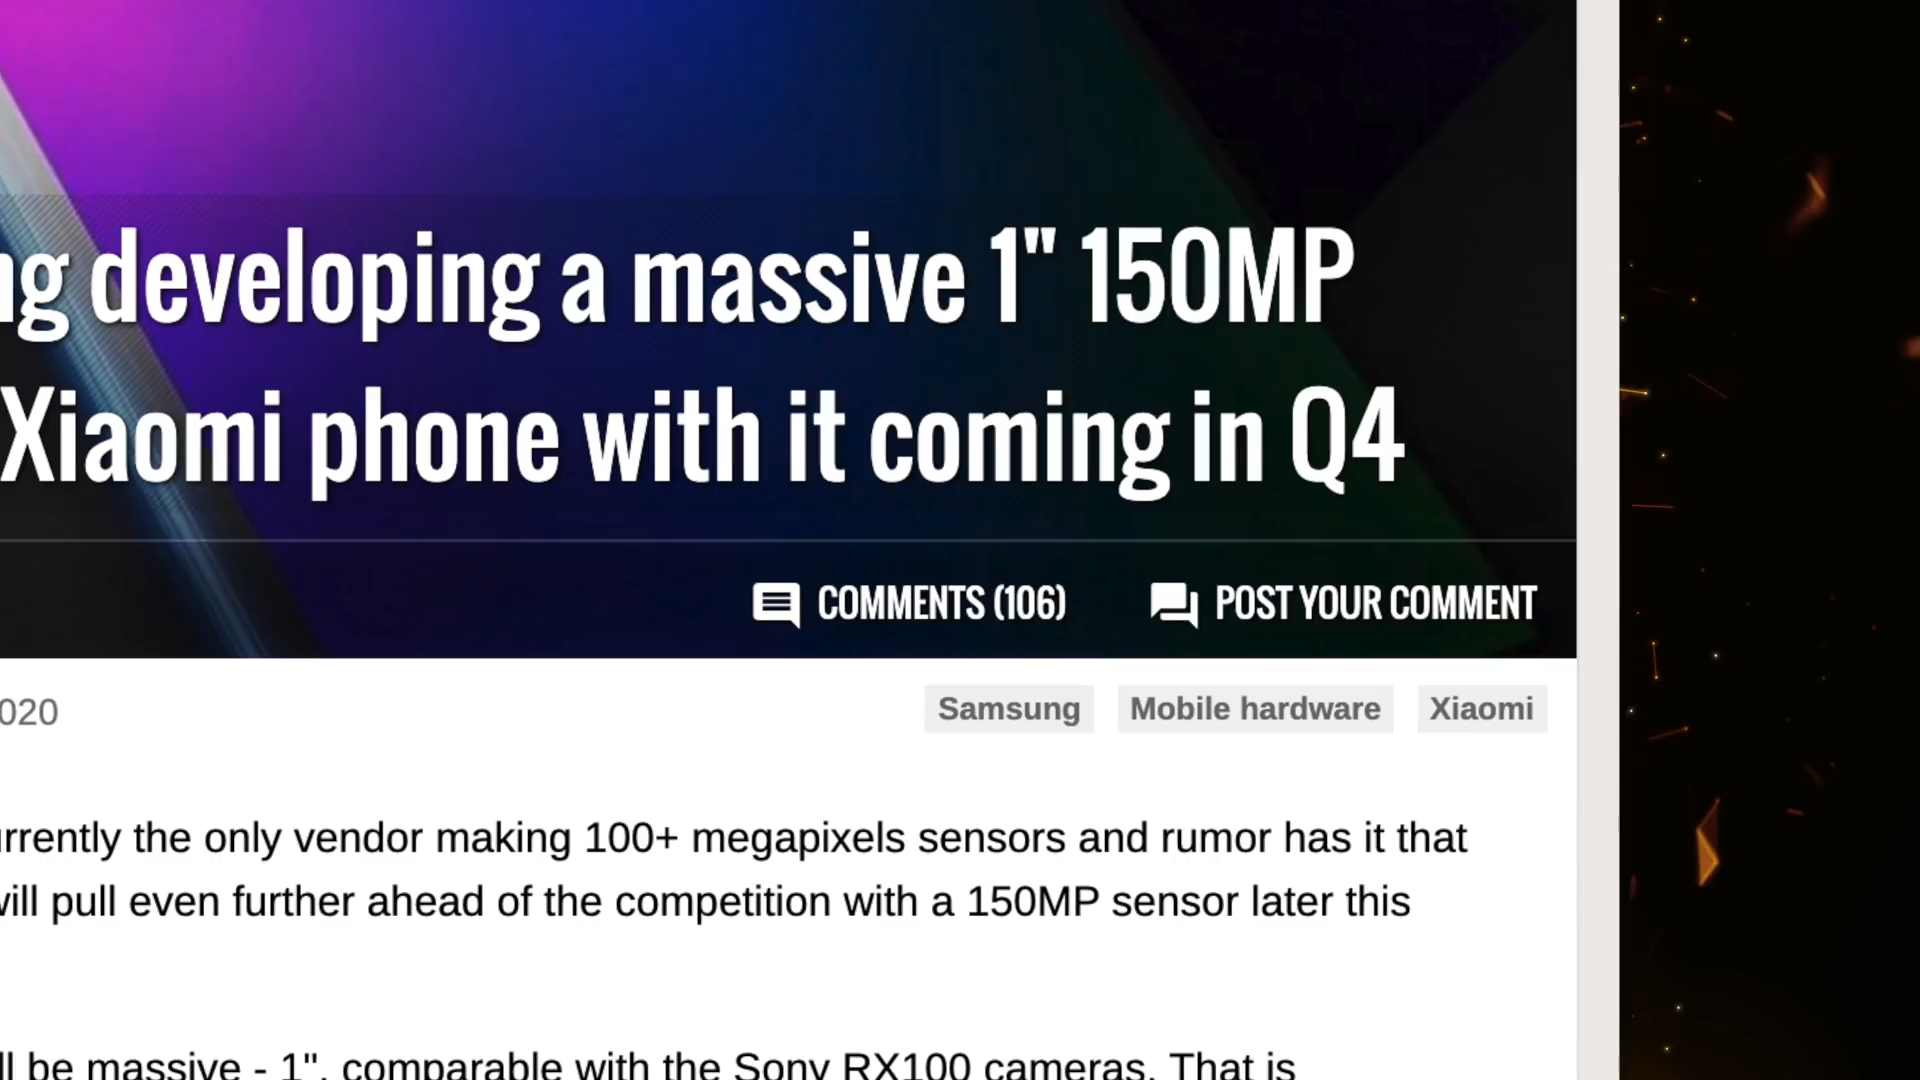 ng developing a massive 1" 150MP
Xiaomi phone with it coming in Q4
COMMENTS (106) POST YOUR COMMENT
020 Samsung Mobile hardware Xiaomi
urrently the only vendor making 100+ megapixels sensors and rumor has it that
will pull even further ahead of the competition with a 150MP sensor later this
ll be massive - 1", comparable with the Sony RX100 cameras. That is